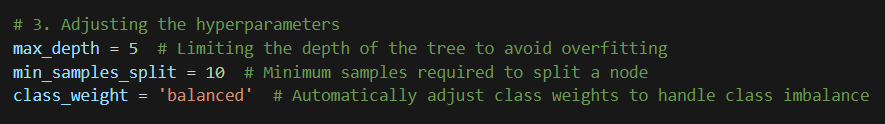 # 3. Adjusting the hyperparameters
max_depth = 5  # Limiting the depth of the tree to avoid overfitting
min_samples_split = 10  # Minimum samples required to split a node
class_weight = 'balanced'  # Automatically adjust class weights to handle class imbalance